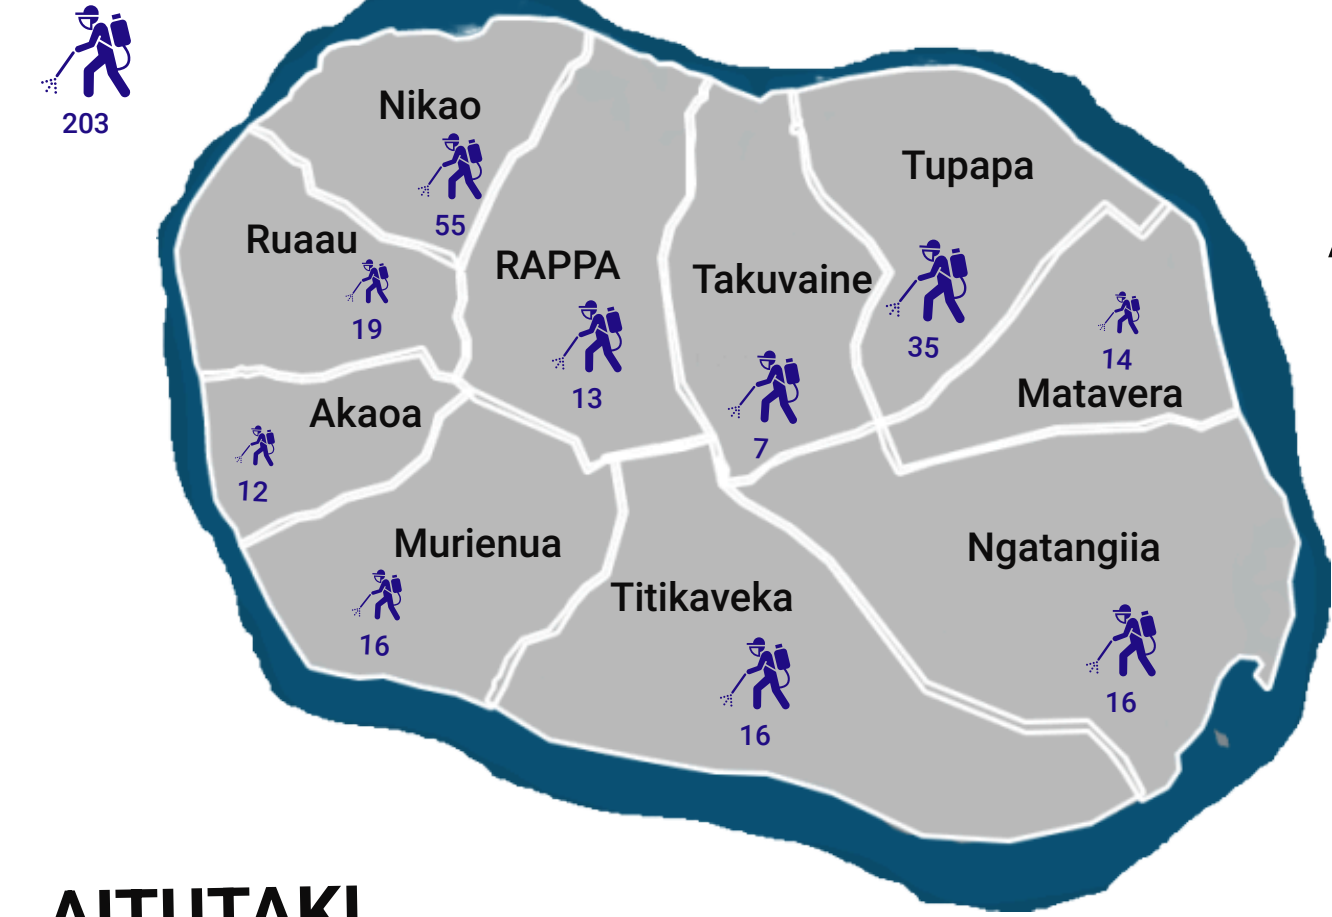 203
Nikao
55
Tupapa
Ruaau
19
RAPPA
13
Takuvaine
7
35
14
Matavera
Akaoa
12
Murienua
16
Titikaveka
16
Ngatangiia
16
AITUTAKI